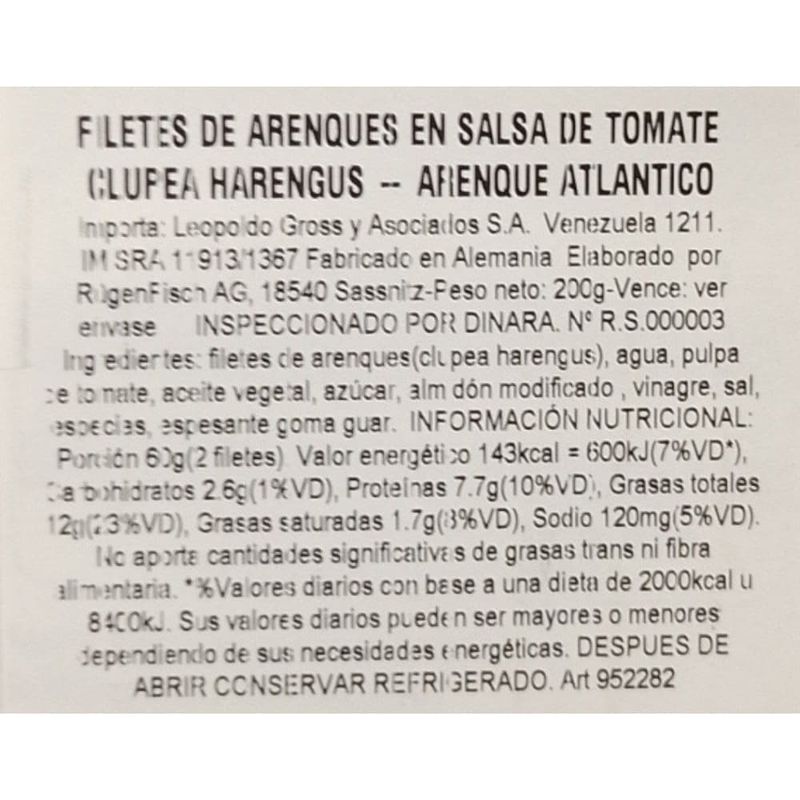 FILETES DE ARENQUES EN SALSA DE TOMATE
CLUPEA HARENGUS -- ARENQUE ATLANTICO
Importa: Leopoldo Gross y Asociados S.A. Venezuela 1211.
IM SRA 11913/1367 Fabricado en Alemania Elaborado por
RügenFisch AG, 18540 Sassnitz-Peso neto: 200g-Vence: ver
envase INSPECCIONADO POR DINARA. Nº R.S.000003
Ingredientes: filetes de arenques(clupea harengus), agua, pulpa
de tomate, aceite vegetal, azúcar, almidón modificado , vinagre, sal,
especias, espesante goma guar. INFORMACIÓN NUTRICIONAL:
Porción 60g(2 filetes) Valor energético 143kcal = 600kJ(7%VD*),
Carbohidratos 2.6g(1%VD), Proteínas 7.7g(10%VD), Grasas totales
12g(23%VD), Grasas saturadas 1.7g(8%VD), Sodio 120mg(5%VD).
No aporta cantidades significativas de grasas trans ni fibra
alimentaria. *%Valores diarios con base a una dieta de 2000kcal u
8400kJ. Sus valores diarios pueden ser mayores o menores
dependiendo de sus necesidades energéticas. DESPUES DE
ABRIR CONSERVAR REFRIGERADO. Art 952282